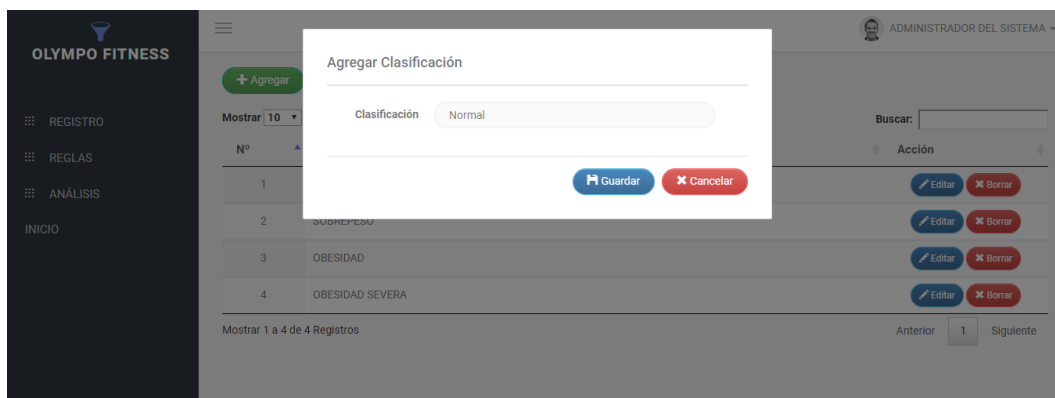 OLYMPO FITNESS
ADMINISTRADOR DEL SISTEMA
REGISTRO
REGLAS
ANÁLISIS
INICIO
Agregar
Agregar Clasificación
Clasificación Normal
Guardar Cancelar
Mostrar 10
Buscar:
Nº Acción
1 Editar Borrar
2 SOBREPESO Editar Borrar
3 OBESIDAD Editar Borrar
4 OBESIDAD SEVERA Editar Borrar
Mostrar 1 a 4 de 4 Registros
Anterior 1 Siguiente